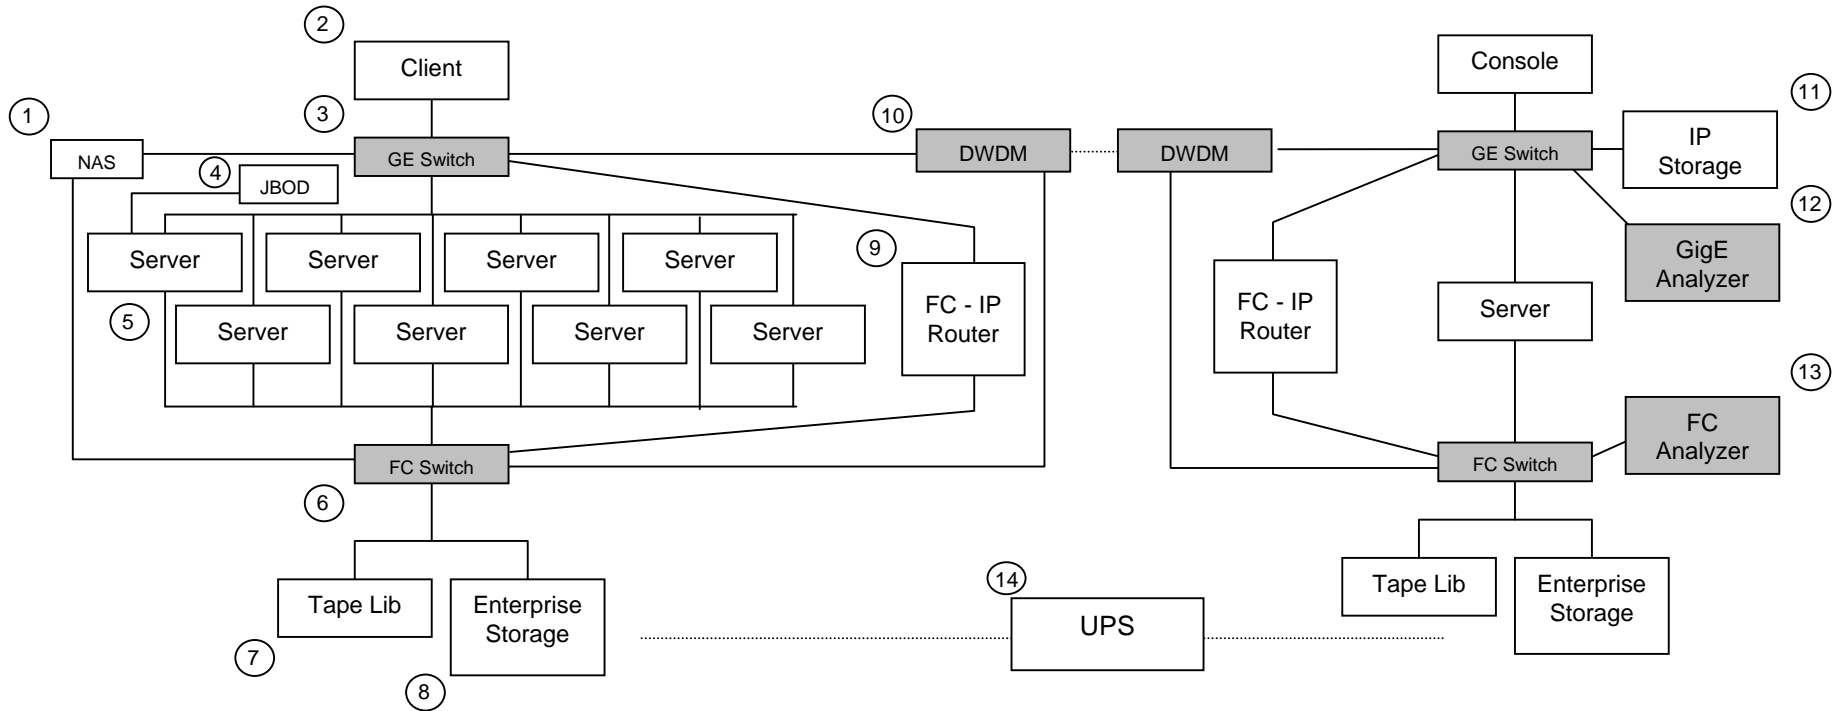 2
Client
Console
11
1
3
10
NAS
GE Switch
DWDM
DWDM
GE Switch
IP
Storage
4
JBOD
12
Server
Server
Server
Server
9
GigE
Analyzer
5
Server
Server
Server
Server
FC - IP
Router
FC - IP
Router
Server
13
FC
Analyzer
FC Switch
FC Switch
6
14
Tape Lib
Enterprise
Storage
UPS
Tape Lib
Enterprise
Storage
7
8